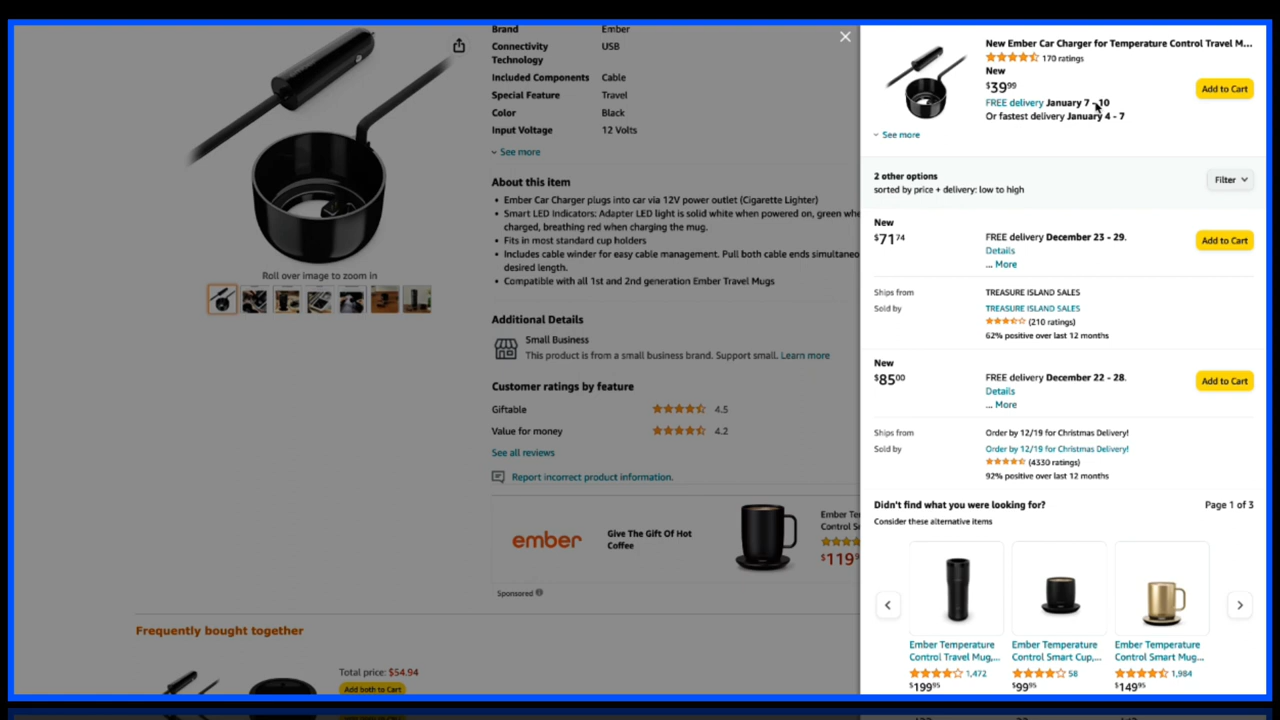 Brand Ember
Connectivity USB
Technology
Included Components Cable
Special Feature Travel
Color Black
Input Voltage 12 Volts
See more
About this item
Ember Car Charger plugs into car via 12V power outlet (Cigarette Lighter)
Smart LED Indicators: Adapter LED light is solid white when powered on, green whe
charged, breathing red when charging the mug.
Fits in most standard cup holders
Includes cable winder for easy cable management. Pull both cable ends simultaneo
desired length.
Compatible with all 1st and 2nd generation Ember Travel Mugs
Roll over image to zoom in
Additional Details
Small Business
This product is from a small business brand. Support small. Learn more
Customer ratings by feature
Giftable 4.5
Value for money 4.2
See all reviews
Report incorrect product information.
ember
Give The Gift Of Hot
Coffee
Ember Te
Control S
$119
Sponsored
Frequently bought together
Total price: $54.94
Add both to Cart
New Ember Car Charger for Temperature Control Travel M...
170 ratings
New
$39.99
Add to Cart
FREE delivery January 7 - 10
Or fastest delivery January 4 - 7
See more
2 other options
sorted by price + delivery: low to high
Filter
New
$71.74
FREE delivery December 23 - 29.
Add to Cart
Details
... More
Ships from TREASURE ISLAND SALES
Sold by TREASURE ISLAND SALES
(210 ratings)
62% positive over last 12 months
New
$85.00
FREE delivery December 22 - 28.
Add to Cart
Details
... More
Ships from Order by 12/19 for Christmas Delivery!
Sold by Order by 12/19 for Christmas Delivery!
(4330 ratings)
92% positive over last 12 months
Didn't find what you were looking for? Page 1 of 3
Consider these alternative items
Ember Temperature
Control Travel Mug,...
1,472
$199.95
Ember Temperature
Control Smart Cup,...
58
$99.95
Ember Temperature
Control Smart Mug...
1,984
$149.95